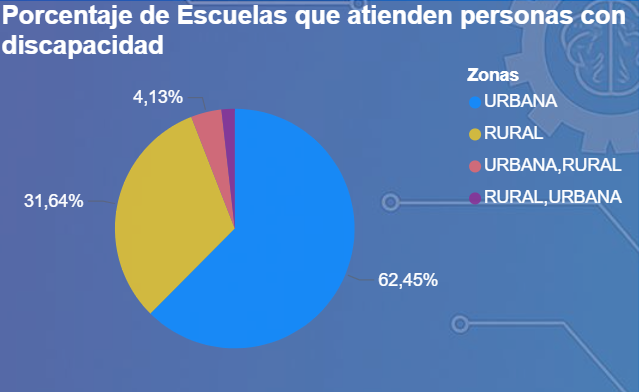 Porcentaje de Escuelas que atienden personas con
discapacidad
Zonas
URBANA
RURAL
URBANA,RURAL
RURAL,URBANA
4,13%
31,64%
62,45%